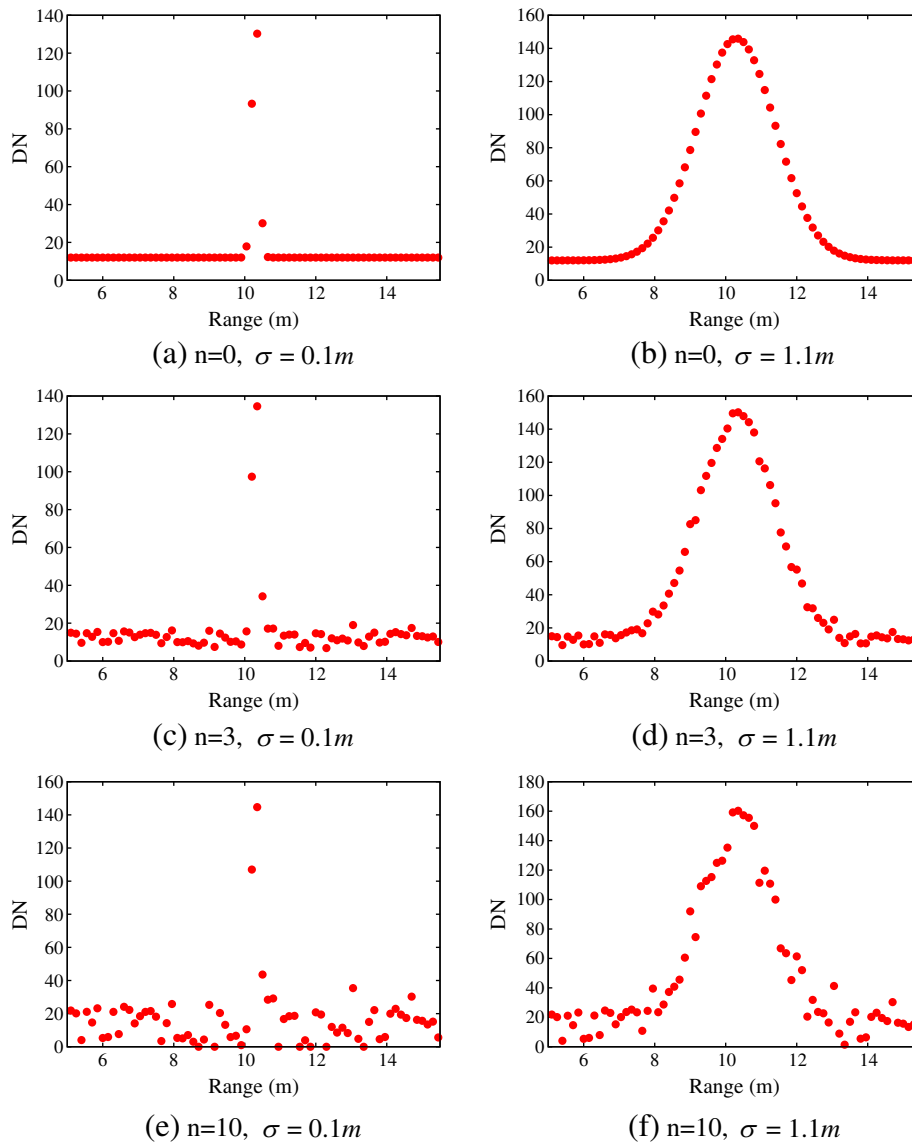 140
120
100
80
60
40
20
0
DN
6 8 10 12 14
Range (m)
(a) n=0, σ = 0.1m
160
140
120
100
80
60
40
20
0
DN
6 8 10 12 14
Range (m)
(b) n=0, σ = 1.1m
140
120
100
80
60
40
20
0
DN
6 8 10 12 14
Range (m)
(c) n=3, σ = 0.1m
160
140
120
100
80
60
40
20
0
DN
6 8 10 12 14
Range (m)
(d) n=3, σ = 1.1m
160
140
120
100
80
60
40
20
0
DN
6 8 10 12 14
Range (m)
(e) n=10, σ = 0.1m
180
160
140
120
100
80
60
40
20
0
DN
6 8 10 12 14
Range (m)
(f) n=10, σ = 1.1m